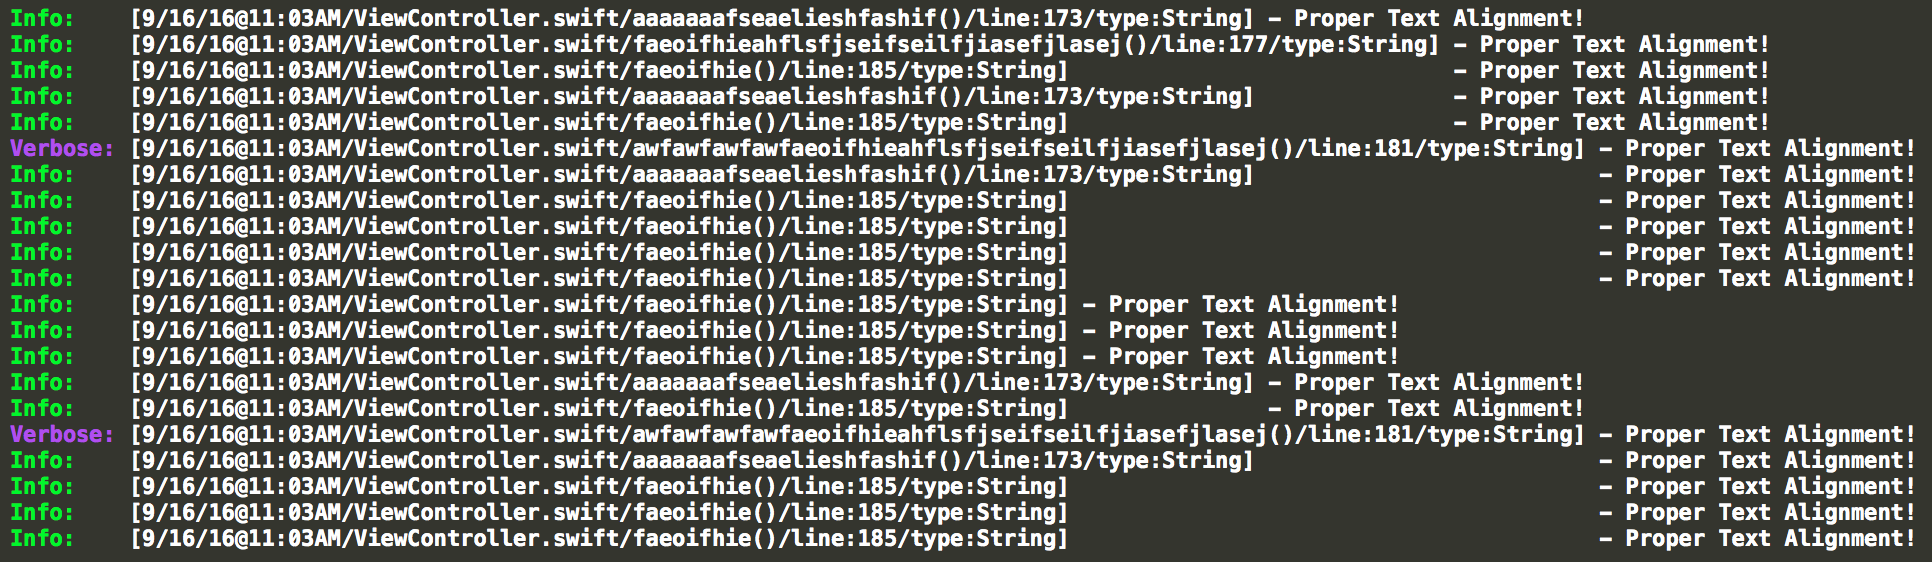 Info:    [9/16/16@11:03AM/ViewController.swift/aaaaaaafseaelieshfashif()/line:173/type:String] – Proper Text Alignment!
Info:    [9/16/16@11:03AM/ViewController.swift/faeoifhieahflsfjseifseilfjiasefjlasej()/line:177/type:String] – Proper Text Alignment!
Info:    [9/16/16@11:03AM/ViewController.swift/faeoifhie()/line:185/type:String]                             – Proper Text Alignment!
Info:    [9/16/16@11:03AM/ViewController.swift/aaaaaaafseaelieshfashif()/line:173/type:String]               – Proper Text Alignment!
Info:    [9/16/16@11:03AM/ViewController.swift/faeoifhie()/line:185/type:String]                             – Proper Text Alignment!
Verbose: [9/16/16@11:03AM/ViewController.swift/awfawfawfawfaeoifhieahflsfjseifseilfjiasefjlasej()/line:181/type:String] – Proper Text Alignment!
Info:    [9/16/16@11:03AM/ViewController.swift/aaaaaaafseaelieshfashif()/line:173/type:String]                          – Proper Text Alignment!
Info:    [9/16/16@11:03AM/ViewController.swift/faeoifhie()/line:185/type:String]                                        – Proper Text Alignment!
Info:    [9/16/16@11:03AM/ViewController.swift/faeoifhie()/line:185/type:String]                                        – Proper Text Alignment!
Info:    [9/16/16@11:03AM/ViewController.swift/faeoifhie()/line:185/type:String]                                        – Proper Text Alignment!
Info:    [9/16/16@11:03AM/ViewController.swift/faeoifhie()/line:185/type:String]                                        – Proper Text Alignment!
Info:    [9/16/16@11:03AM/ViewController.swift/faeoifhie()/line:185/type:String] – Proper Text Alignment!
Info:    [9/16/16@11:03AM/ViewController.swift/faeoifhie()/line:185/type:String] – Proper Text Alignment!
Info:    [9/16/16@11:03AM/ViewController.swift/faeoifhie()/line:185/type:String] – Proper Text Alignment!
Info:    [9/16/16@11:03AM/ViewController.swift/aaaaaaafseaelieshfashif()/line:173/type:String] – Proper Text Alignment!
Info:    [9/16/16@11:03AM/ViewController.swift/faeoifhie()/line:185/type:String]               – Proper Text Alignment!
Verbose: [9/16/16@11:03AM/ViewController.swift/awfawfawfawfaeoifhieahflsfjseifseilfjiasefjlasej()/line:181/type:String] – Proper Text Alignment!
Info:    [9/16/16@11:03AM/ViewController.swift/aaaaaaafseaelieshfashif()/line:173/type:String]                          – Proper Text Alignment!
Info:    [9/16/16@11:03AM/ViewController.swift/faeoifhie()/line:185/type:String]                                        – Proper Text Alignment!
Info:    [9/16/16@11:03AM/ViewController.swift/faeoifhie()/line:185/type:String]                                        – Proper Text Alignment!
Info:    [9/16/16@11:03AM/ViewController.swift/faeoifhie()/line:185/type:String]                                        – Proper Text Alignment!